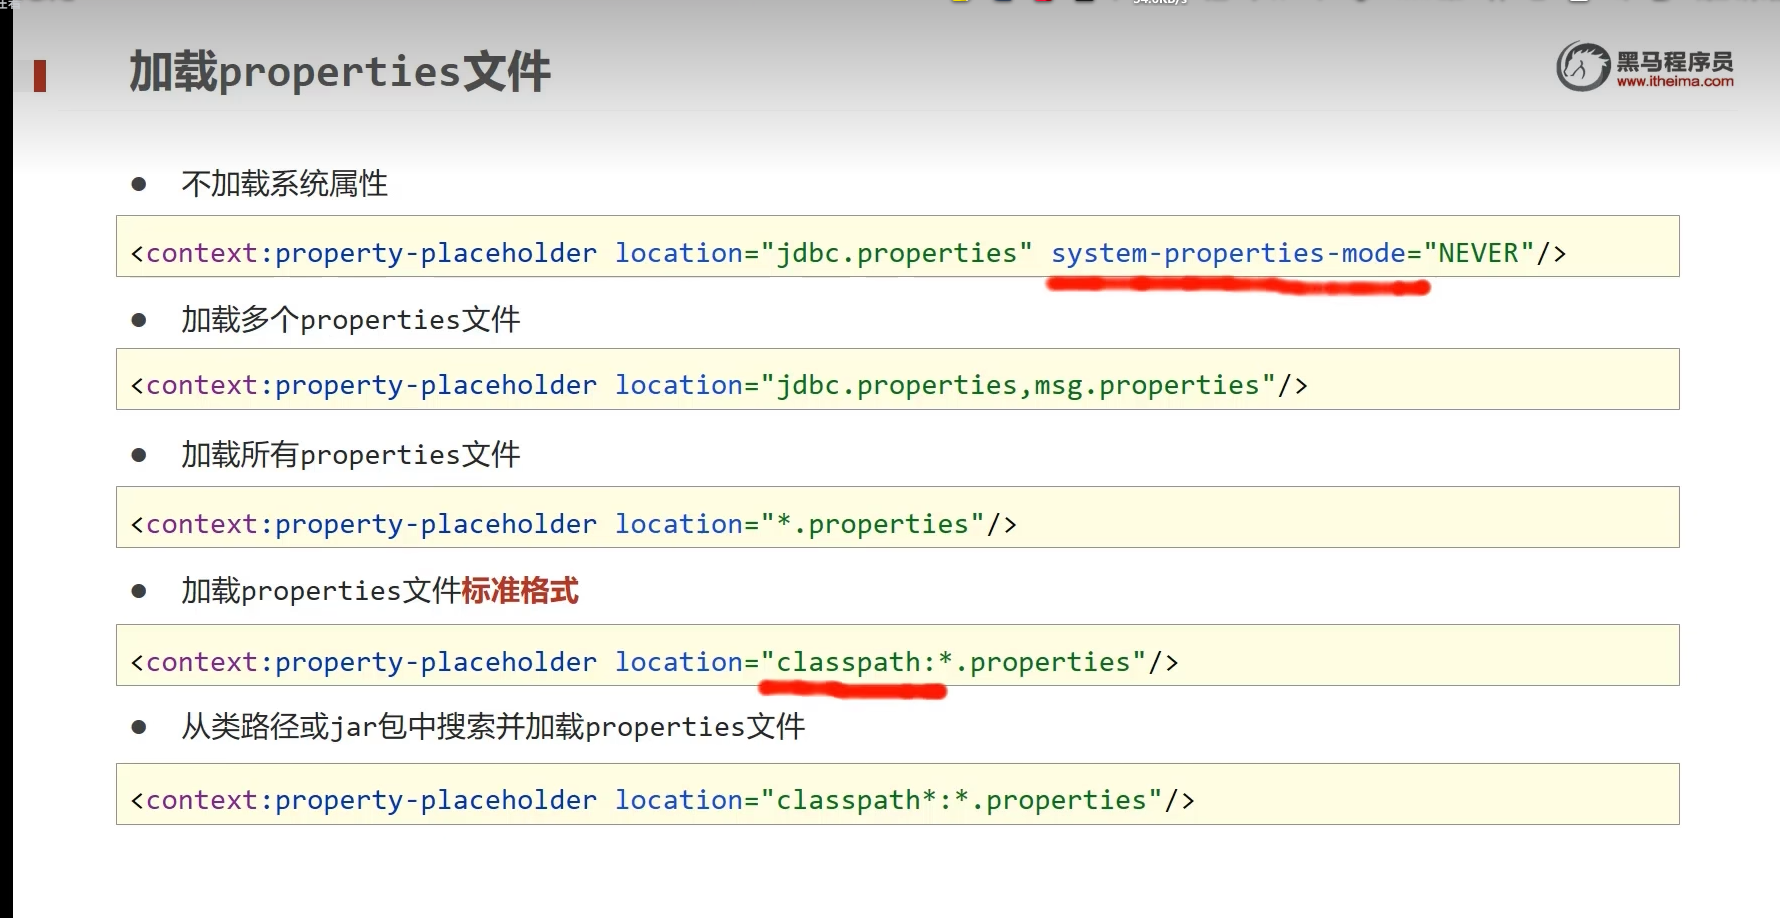 加载properties文件
黑马程序员
www.itheima.com
● 不加载系统属性
<context:property-placeholder location="jdbc.properties" system-properties-mode="NEVER"/>
● 加载多个properties文件
<context:property-placeholder location="jdbc.properties,msg.properties"/>
● 加载所有properties文件
<context:property-placeholder location="*.properties"/>
● 加载properties文件标准格式
<context:property-placeholder location="classpath:*.properties"/>
● 从类路径或jar包中搜索并加载properties文件
<context:property-placeholder location="classpath*:*.properties"/>